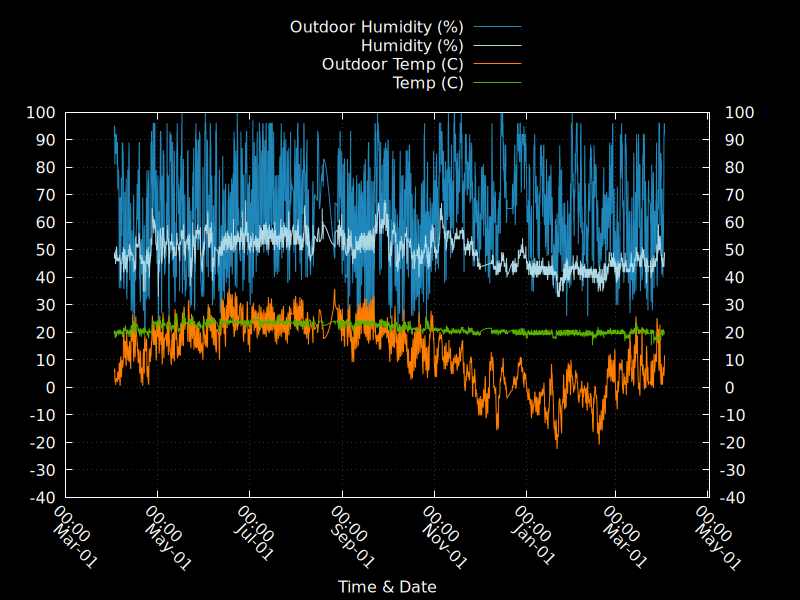 Outdoor Humidity (%)
Humidity (%)
Outdoor Temp (C)
Temp (C)
100 100
90 90
80 80
70 70
60 60
50 50
40 40
30 30
20 20
10 10
0 0
-10 -10
-20 -20
-30 -30
-40 -40
00:00 00:00 00:00 00:00 00:00 00:00 00:00 00:00
Mar-01 May-01 Jul-01 Sep-01 Nov-01 Jan-01 Mar-01 May-01
Time & Date